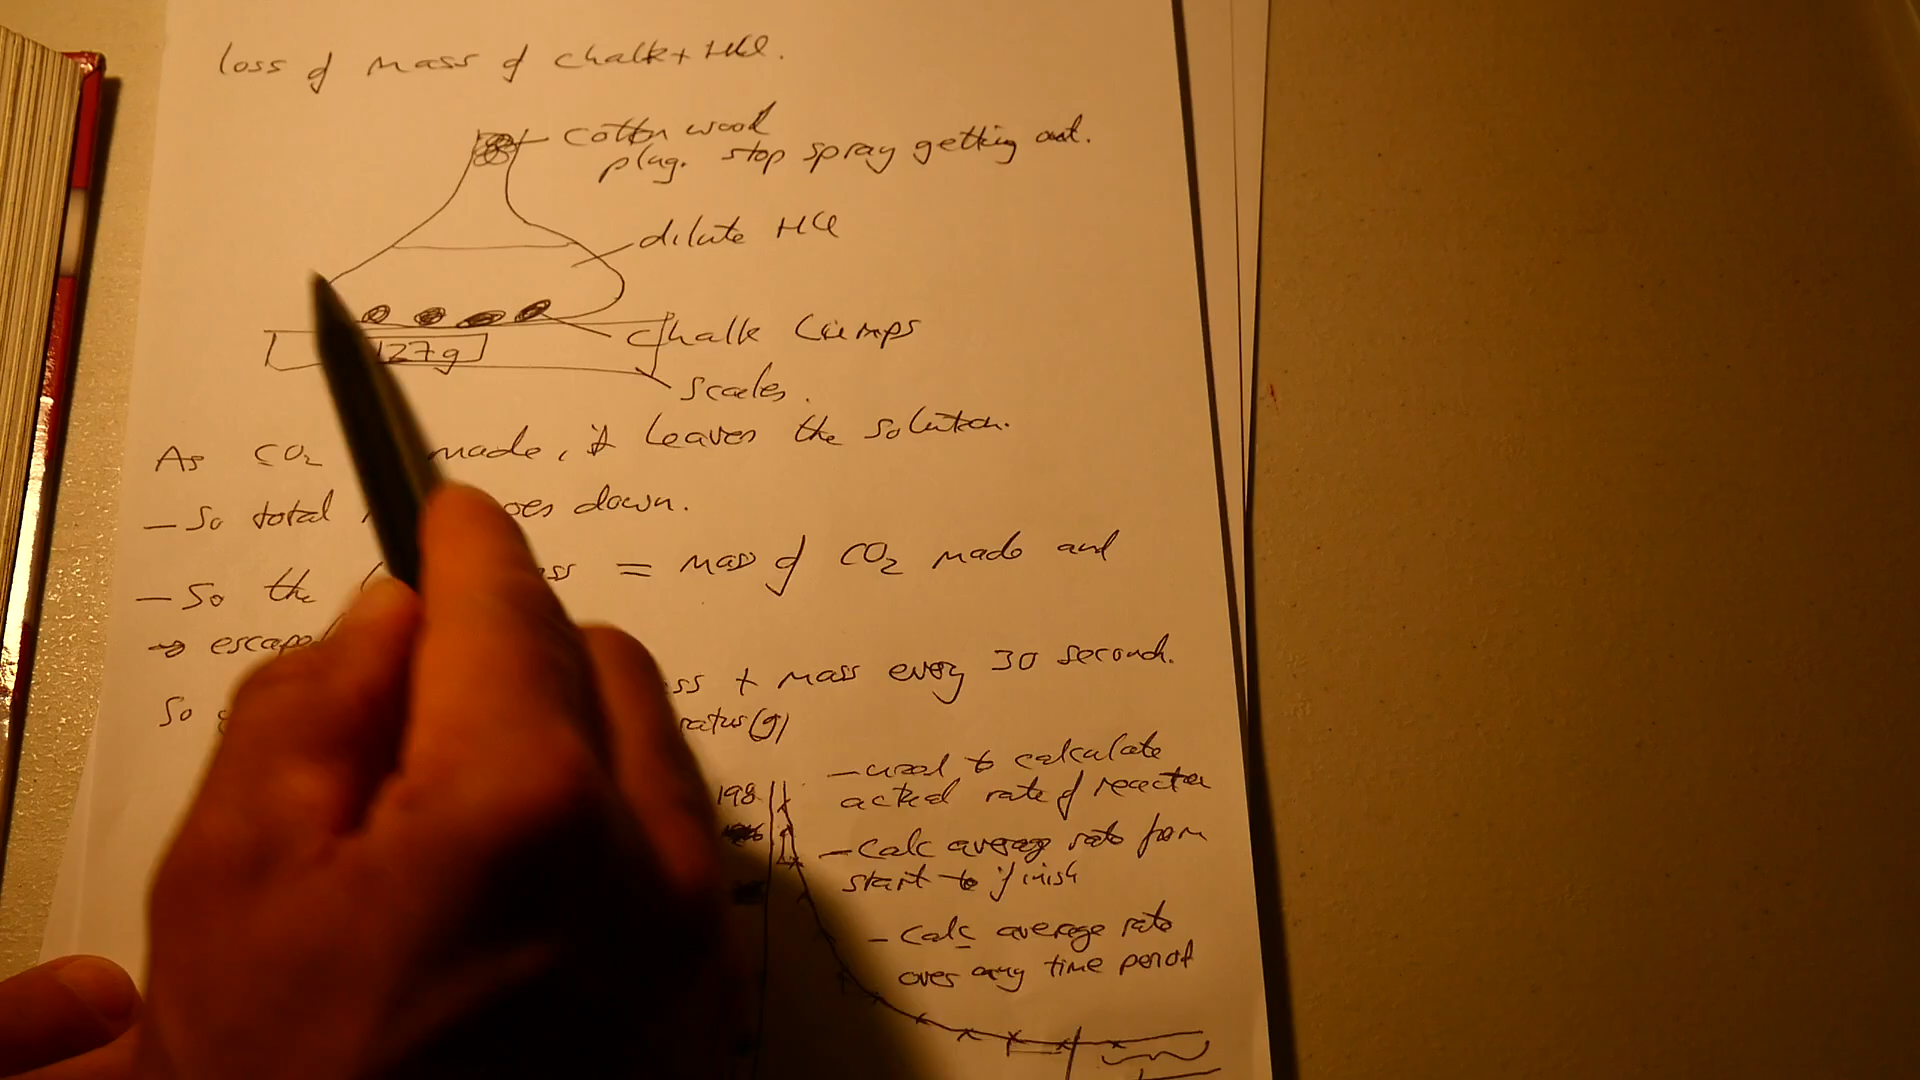 loss of mass of chalk + HCl.
cotton wool
plug. stop spray getting out.
dilute HCl
chalk lumps
127g
scales.
As CO₂ made, it leaves the solution.
- So total goes down.
- So the = mass of CO₂ made and
→ escaped
So + mass every 30 second.
(g)
198
- used to calculate
actual rate of reaction
- Calc average rate from
start to finish
- Calc average rate
over any time period